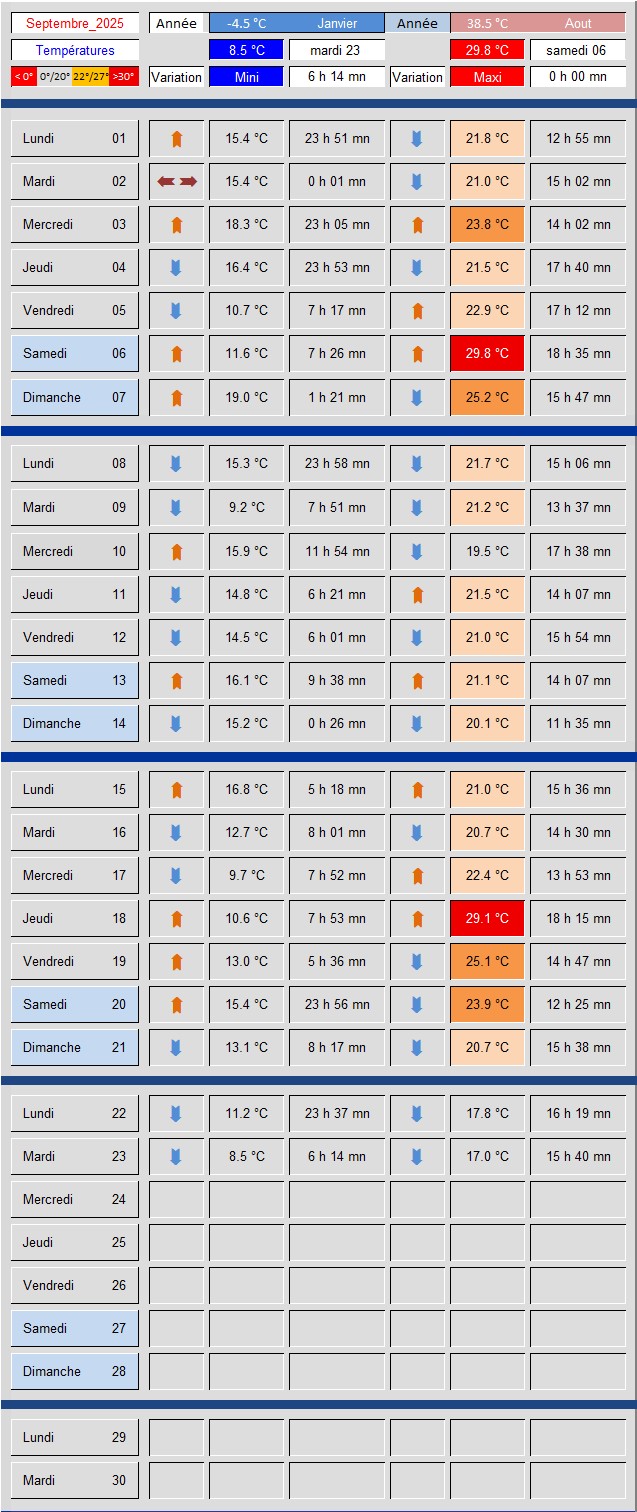 Septembre_2025 Année -4.5 °C Janvier Année 38.5 °C Aout
Températures 8.5 °C mardi 23 29.8 °C samedi 06
< 0° 0°/20° 22°/27° >30° Variation Mini 6 h 14 mn Variation Maxi 0 h 00 mn
Lundi 01 15.4 °C 23 h 51 mn 21.8 °C 12 h 55 mn
Mardi 02 15.4 °C 0 h 01 mn 21.0 °C 15 h 02 mn
Mercredi 03 18.3 °C 23 h 05 mn 23.8 °C 14 h 02 mn
Jeudi 04 16.4 °C 23 h 53 mn 21.5 °C 17 h 40 mn
Vendredi 05 10.7 °C 7 h 17 mn 22.9 °C 17 h 12 mn
Samedi 06 11.6 °C 7 h 26 mn 29.8 °C 18 h 35 mn
Dimanche 07 19.0 °C 1 h 21 mn 25.2 °C 15 h 47 mn
Lundi 08 15.3 °C 23 h 58 mn 21.7 °C 15 h 06 mn
Mardi 09 9.2 °C 7 h 51 mn 21.2 °C 13 h 37 mn
Mercredi 10 15.9 °C 11 h 54 mn 19.5 °C 17 h 38 mn
Jeudi 11 14.8 °C 6 h 21 mn 21.5 °C 14 h 07 mn
Vendredi 12 14.5 °C 6 h 01 mn 21.0 °C 15 h 54 mn
Samedi 13 16.1 °C 9 h 38 mn 21.1 °C 14 h 07 mn
Dimanche 14 15.2 °C 0 h 26 mn 20.1 °C 11 h 35 mn
Lundi 15 16.8 °C 5 h 18 mn 21.0 °C 15 h 36 mn
Mardi 16 12.7 °C 8 h 01 mn 20.7 °C 14 h 30 mn
Mercredi 17 9.7 °C 7 h 52 mn 22.4 °C 13 h 53 mn
Jeudi 18 10.6 °C 7 h 53 mn 29.1 °C 18 h 15 mn
Vendredi 19 13.0 °C 5 h 36 mn 25.1 °C 14 h 47 mn
Samedi 20 15.4 °C 23 h 56 mn 23.9 °C 12 h 25 mn
Dimanche 21 13.1 °C 8 h 17 mn 20.7 °C 15 h 38 mn
Lundi 22 11.2 °C 23 h 37 mn 17.8 °C 16 h 19 mn
Mardi 23 8.5 °C 6 h 14 mn 17.0 °C 15 h 40 mn
Mercredi 24
Jeudi 25
Vendredi 26
Samedi 27
Dimanche 28
Lundi 29
Mardi 30